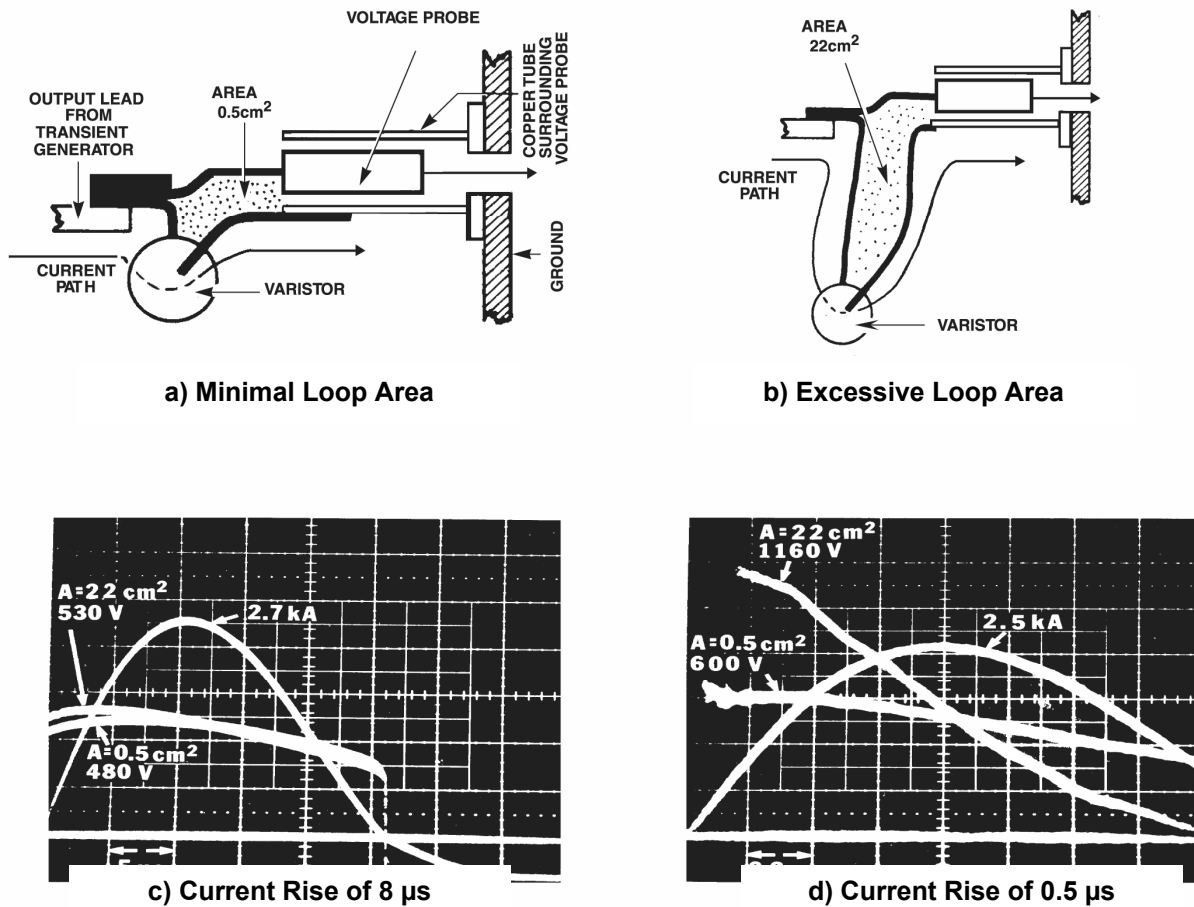 VOLTAGE PROBE
AREA
0.5cm²
OUTPUT LEAD
FROM
TRANSIENT
GENERATOR
COPPER TUBE
SURROUNDING
VOLTAGE PROBE
CURRENT
PATH
VARISTOR
GROUND
a) Minimal Loop Area
AREA
22cm²
CURRENT
PATH
VARISTOR
b) Excessive Loop Area
A=22 cm²
530 V
2.7 kA
A=0.5 cm²
480 V
c) Current Rise of 8 µs
A=22 cm²
1160 V
2.5 kA
A=0.5 cm²
600 V
d) Current Rise of 0.5 µs